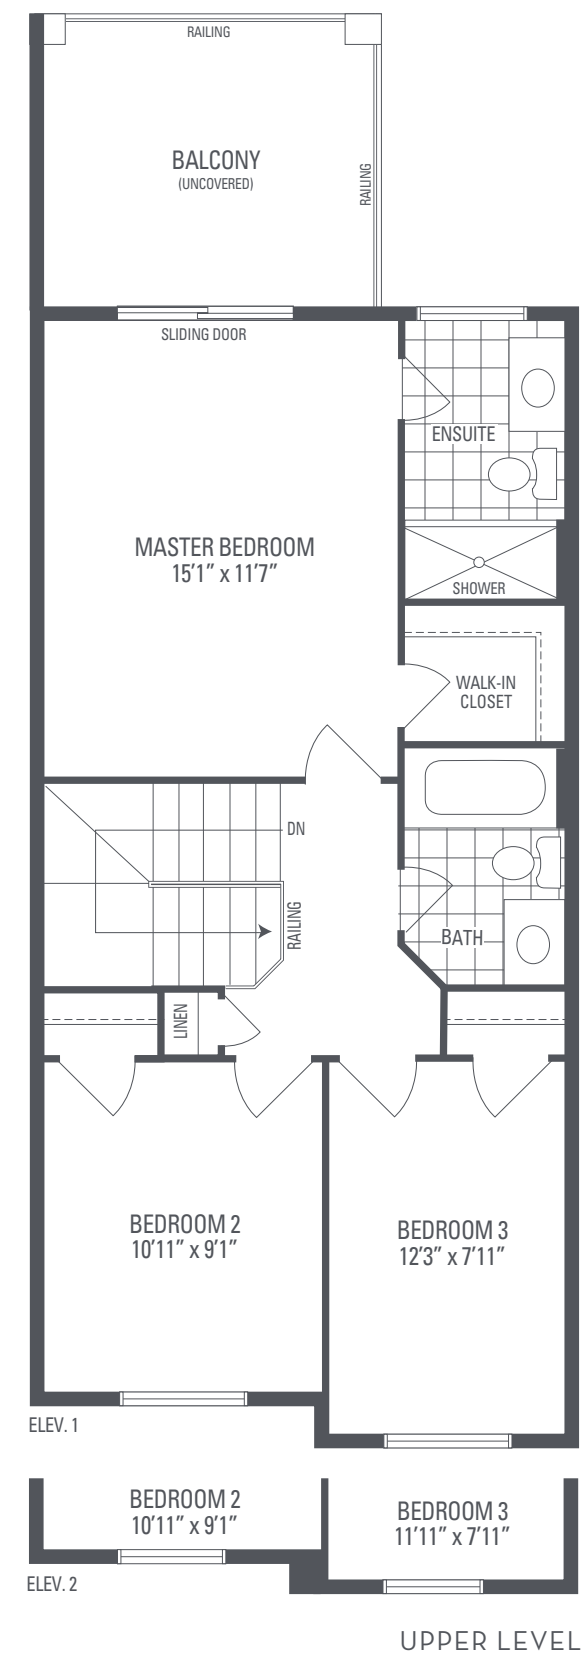 RAILING
BALCONY
(UNCOVERED)
RAILING
SLIDING DOOR
ENSUITE
MASTER BEDROOM
15'1" x 11'7"
SHOWER
WALK-IN
CLOSET
DN
RAILING
BATH
LINEN
BEDROOM 2
10'11" x 9'1"
BEDROOM 3
12'3" x 7'11"
ELEV. 1
BEDROOM 2
10'11" x 9'1"
BEDROOM 3
11'11" x 7'11"
ELEV. 2
UPPER LEVEL